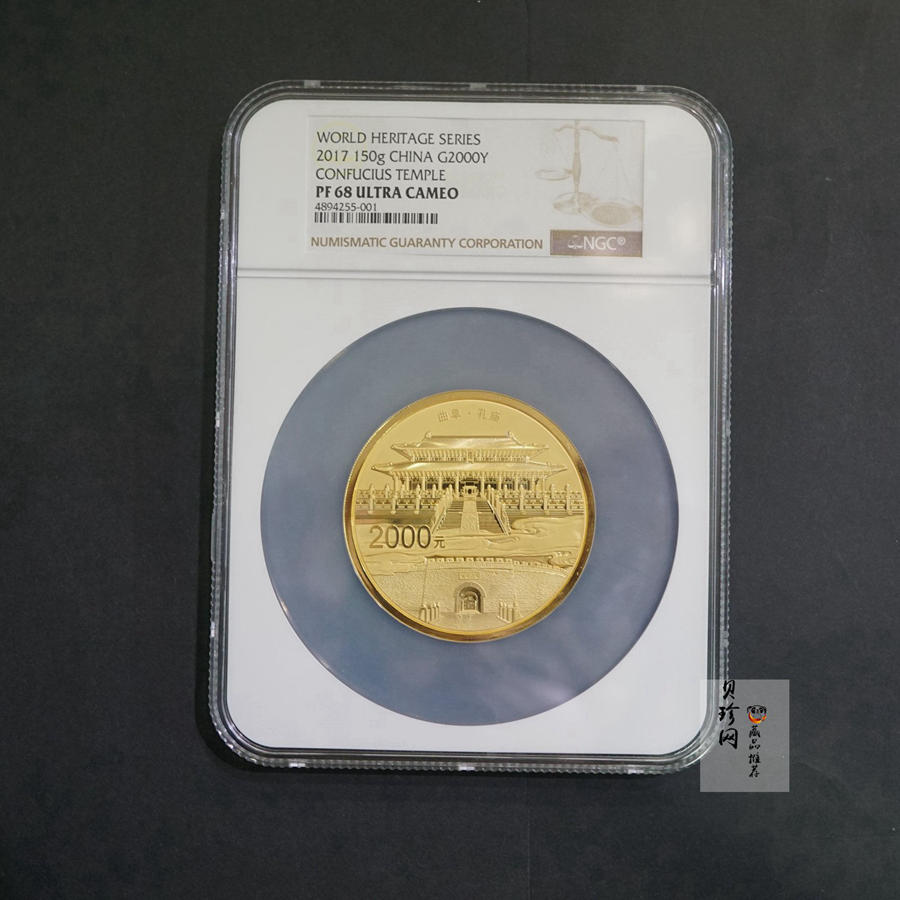 WORLD HERITAGE SERIES
2017 150g CHINA G2000Y
CONFUCIUS TEMPLE
PF 68 ULTRA CAMEO
4894255-001
NUMISMATIC GUARANTY CORPORATION
NGC®
曲阜·孔庙
2000元
贝珍网
藏品推荐